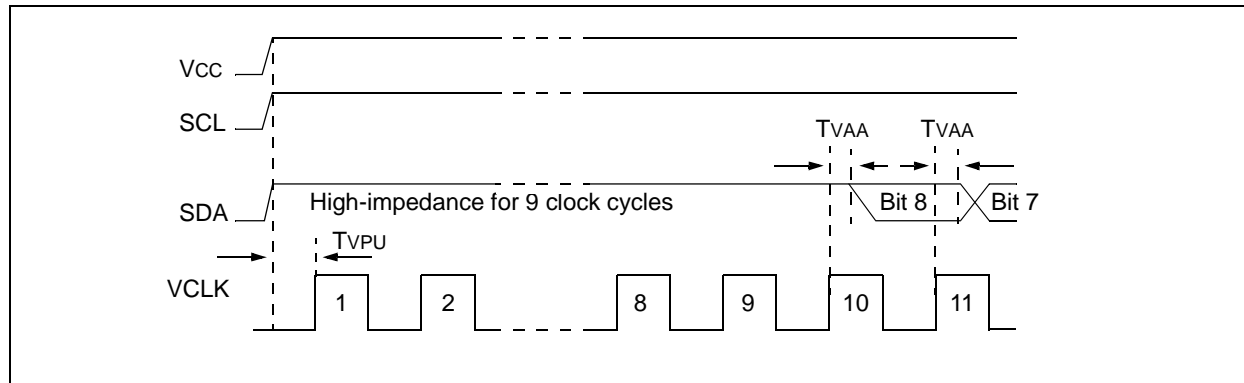 VCC
SCL
TVAA TVAA
SDA
High-impedance for 9 clock cycles
Bit 8
Bit 7
TVPU
VCLK
1 2 8 9 10 11